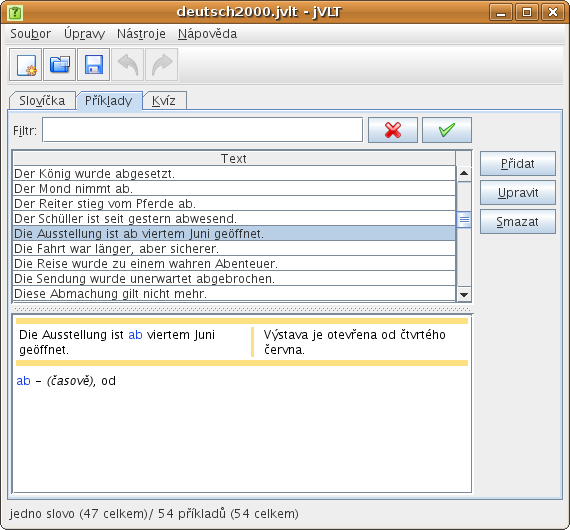 deutsch2000.jvlt - jVLT
Soubor Úpravy Nástroje Nápověda
Slovíčka Příklady Kvíz
Filtr:
Text
Přidat
Der König wurde abgesetzt.
Der Mond nimmt ab.
Upravit
Der Reiter stieg vom Pferde ab.
Der Schüller ist seit gestern abwesend.
Smazat
Die Ausstellung ist ab viertem Juni geöffnet.
Die Fahrt war länger, aber sicherer.
Die Reise wurde zu einem wahren Abenteuer.
Die Sendung wurde unerwartet abgebrochen.
Diese Abmachung gilt nicht mehr.
Die Ausstellung ist ab viertem Juni
geöffnet.
Výstava je otevřena od čtvrtého
června.
ab – (časově), od
jedno slovo (47 celkem)/ 54 příkladů (54 celkem)